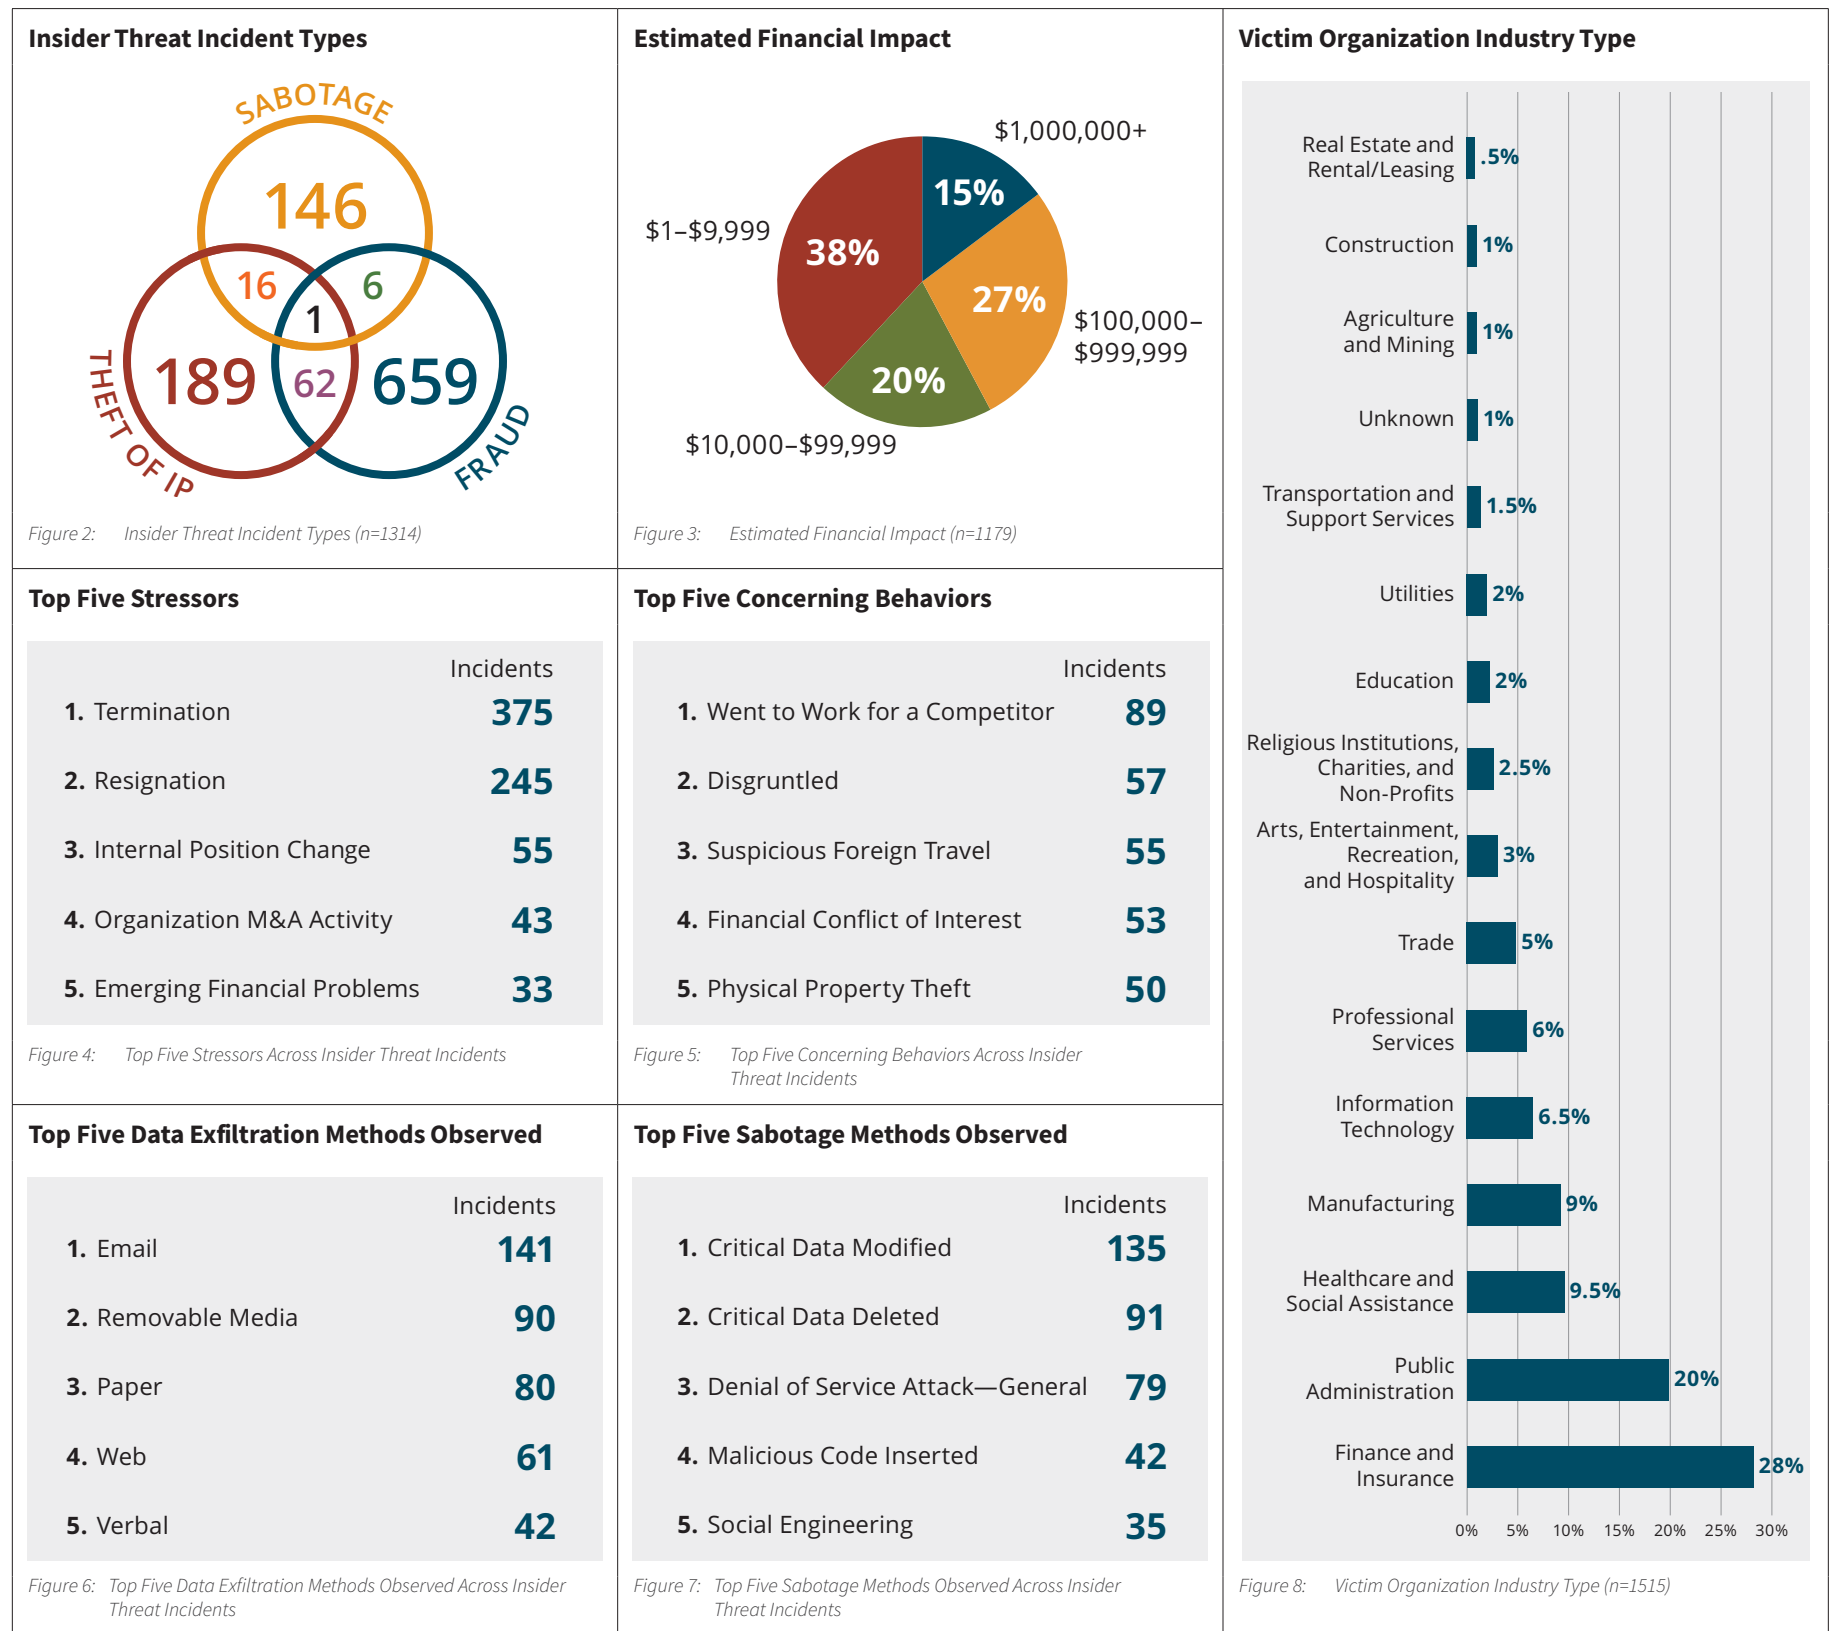 Insider Threat Incident Types
SABOTAGE
146
16
6
1
189
62
659
THEFT OF IP
FRAUD
Figure 2: Insider Threat Incident Types (n=1314)
Estimated Financial Impact
$1,000,000+
15%
$1–$9,999
38%
27%
$100,000–
$999,999
20%
$10,000–$99,999
Figure 3: Estimated Financial Impact (n=1179)
Top Five Stressors
Incidents
1. Termination 375
2. Resignation 245
3. Internal Position Change 55
4. Organization M&A Activity 43
5. Emerging Financial Problems 33
Figure 4: Top Five Stressors Across Insider Threat Incidents
Top Five Concerning Behaviors
Incidents
1. Went to Work for a Competitor 89
2. Disgruntled 57
3. Suspicious Foreign Travel 55
4. Financial Conflict of Interest 53
5. Physical Property Theft 50
Figure 5: Top Five Concerning Behaviors Across Insider
Threat Incidents
Top Five Data Exfiltration Methods Observed
Incidents
1. Email 141
2. Removable Media 90
3. Paper 80
4. Web 61
5. Verbal 42
Figure 6: Top Five Data Exfiltration Methods Observed Across Insider
Threat Incidents
Top Five Sabotage Methods Observed
Incidents
1. Critical Data Modified 135
2. Critical Data Deleted 91
3. Denial of Service Attack—General 79
4. Malicious Code Inserted 42
5. Social Engineering 35
Figure 7: Top Five Sabotage Methods Observed Across Insider
Threat Incidents
Victim Organization Industry Type
Real Estate and
Rental/Leasing
.5%
Construction 1%
Agriculture
and Mining
1%
Unknown 1%
Transportation and
Support Services
1.5%
Utilities 2%
Education 2%
Religious Institutions,
Charities, and
Non-Profits
2.5%
Arts, Entertainment,
Recreation,
and Hospitality
3%
Trade 5%
Professional
Services
6%
Information
Technology
6.5%
Manufacturing 9%
Healthcare and
Social Assistance
9.5%
Public
Administration
20%
Finance and
Insurance
28%
0% 5% 10% 15% 20% 25% 30%
Figure 8: Victim Organization Industry Type (n=1515)